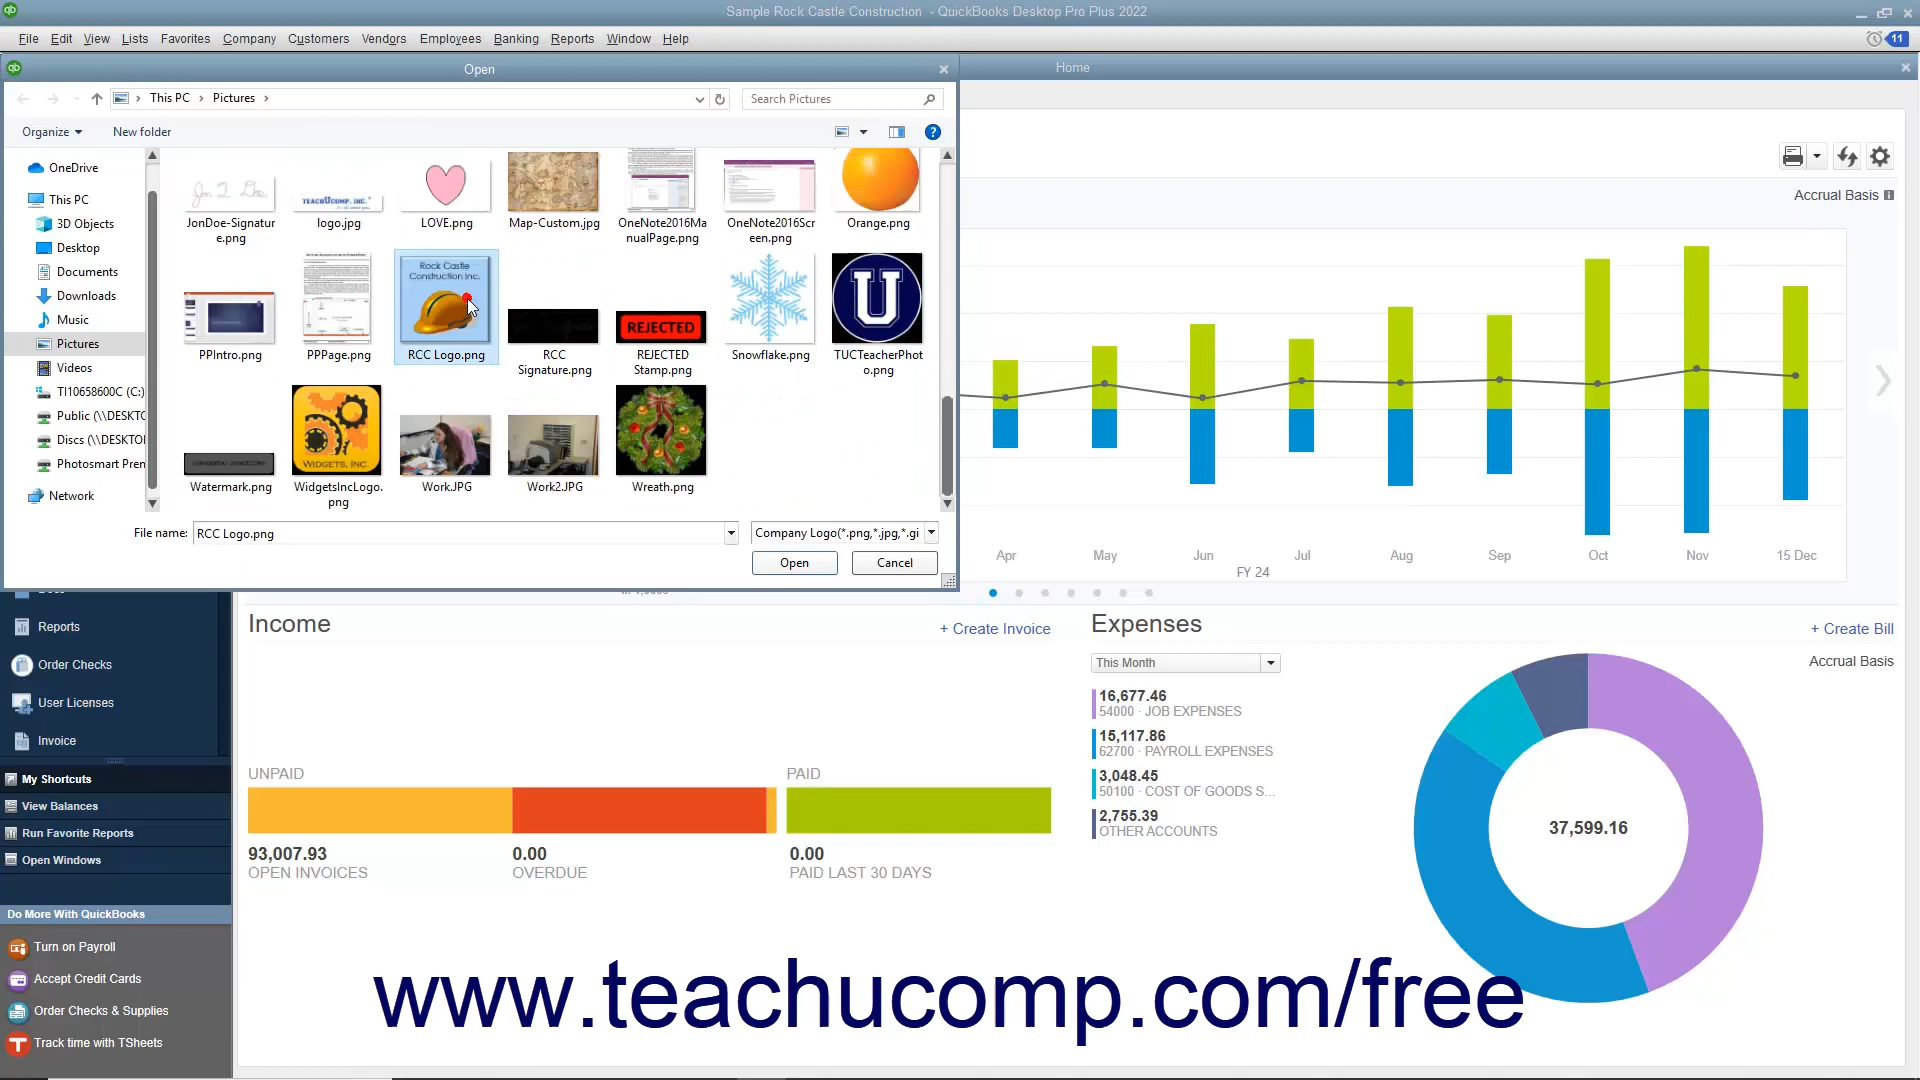 Sample Rock Castle Construction - QuickBooks Desktop Pro Plus 2022
File Edit View Lists Favorites Company Customers Vendors Employees Banking Reports Window Help
11
Open
Home
This PC > Pictures >
Search Pictures
Organize
New folder
OneDrive
This PC
3D Objects
Desktop
Documents
Downloads
Music
Pictures
Videos
TI10658600C (C:)
Public (\\DESKTO
Discs (\\DESKTOI
Photosmart Pren
Network
TEACHUCOMP, INC.
JonDoe-Signatur
e.png
logo.jpg
LOVE.png
Map-Custom.jpg
OneNote2016Ma
nualPage.png
OneNote2016Scr
een.png
Orange.png
Rock Castle
Construction Inc.
REJECTED
U
PPIntro.png
PPPage.png
RCC Logo.png
RCC
Signature.png
REJECTED
Stamp.png
Snowflake.png
TUCTeacherPhot
o.png
WIDGETS, INC.
Watermark.png
WidgetsIncLogo.
png
Work.JPG
Work2.JPG
Wreath.png
File name:
RCC Logo.png
Company Logo(*.png,*.jpg,*.gi
Open
Cancel
Accrual Basis
Apr May Jun Jul Aug Sep Oct Nov 15 Dec
FY 24
Reports
Order Checks
User Licenses
Invoice
My Shortcuts
View Balances
Run Favorite Reports
Open Windows
Do More With QuickBooks
Turn on Payroll
Accept Credit Cards
Order Checks & Supplies
Track time with TSheets
Income
+ Create Invoice
UNPAID
PAID
93,007.93
OPEN INVOICES
0.00
OVERDUE
0.00
PAID LAST 30 DAYS
Expenses
+ Create Bill
This Month
Accrual Basis
16,677.46
54000 · JOB EXPENSES
15,117.86
62700 · PAYROLL EXPENSES
3,048.45
50100 · COST OF GOODS S...
2,755.39
OTHER ACCOUNTS
37,599.16
www.teachucomp.com/free